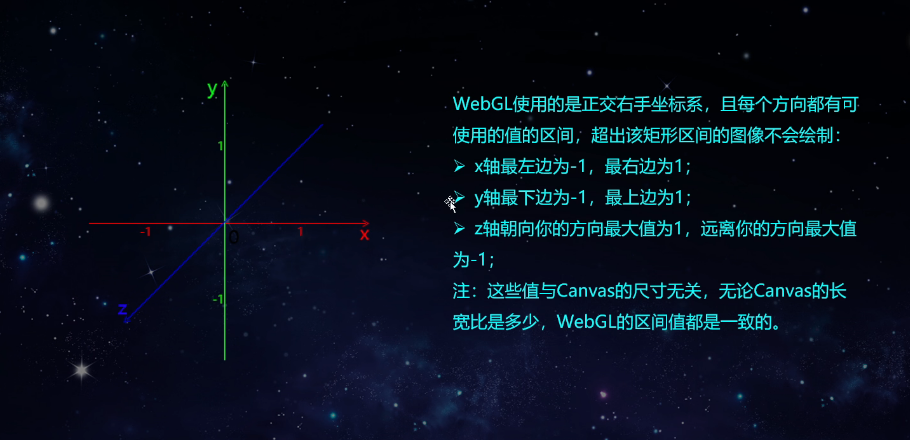 y
1
-1
0
1
x
-1
z
WebGL使用的是正交右手坐标系，且每个方向都有可
使用的值的区间，超出该矩形区间的图像不会绘制：
➢ x轴最左边为-1，最右边为1；
➢ y轴最下边为-1，最上边为1；
➢ z轴朝向你的方向最大值为1，远离你的方向最大值
为-1；
注：这些值与Canvas的尺寸无关，无论Canvas的长
宽比是多少，WebGL的区间值都是一致的。